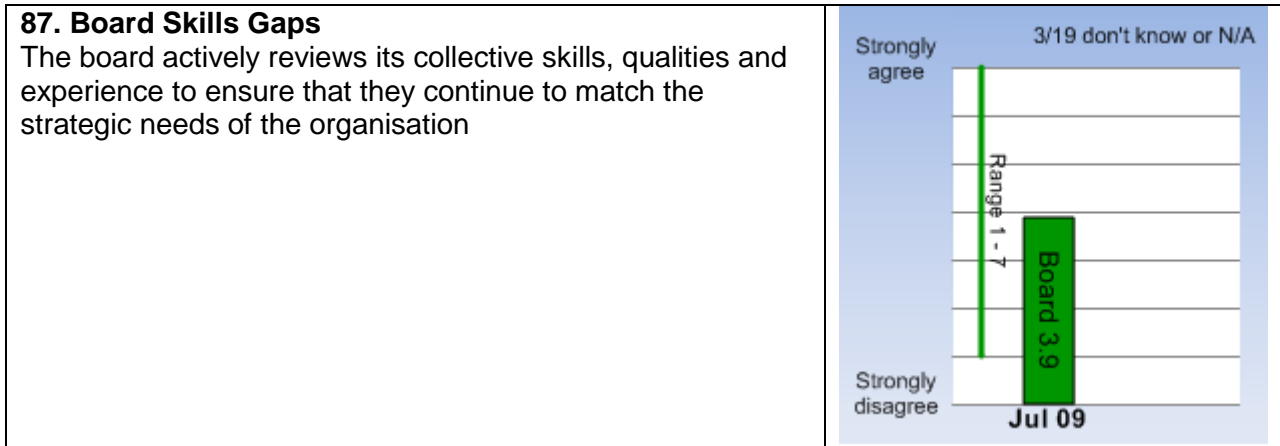 87. Board Skills Gaps
The board actively reviews its collective skills, qualities and
experience to ensure that they continue to match the
strategic needs of the organisation
3/19 don't know or N/A
Strongly
agree
Range 1 - 7
Board 3.9
Strongly
disagree
Jul 09